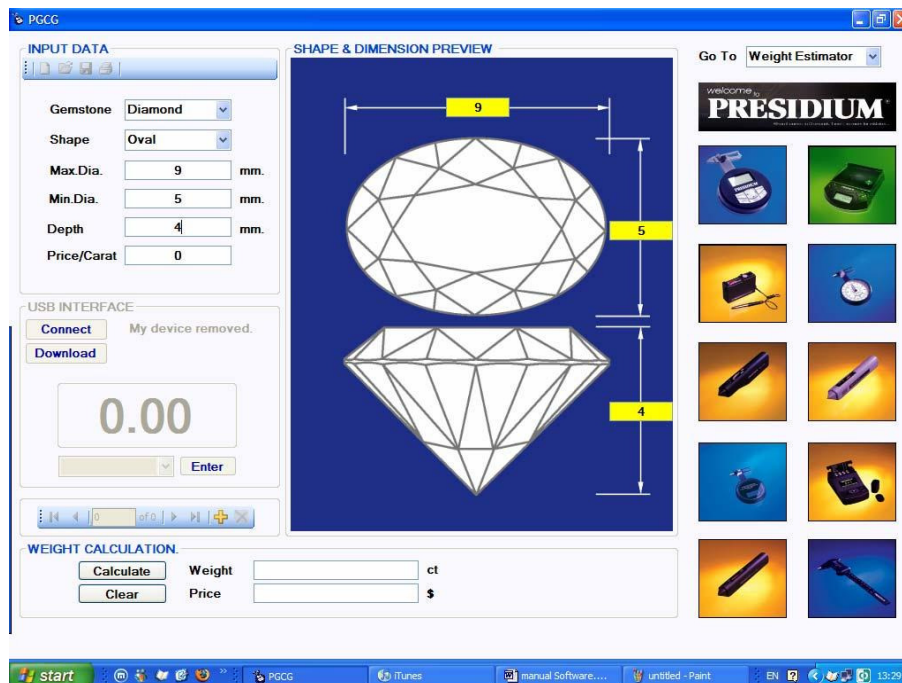 PGCG
INPUT DATA
Gemstone Diamond
Shape Oval
Max.Dia. 9 mm.
Min.Dia. 5 mm.
Depth 4 mm.
Price/Carat 0
USB INTERFACE
Connect My device removed.
Download
0.00
Enter
0 of 0
SHAPE & DIMENSION PREVIEW
9
5
4
Go To Weight Estimator
welcome to
PRESIDIUM
PRESIDIUM
WEIGHT CALCULATION.
Calculate Weight ct
Clear Price $
start PGCG iTunes manual Software.... untitled - Paint EN 13:29